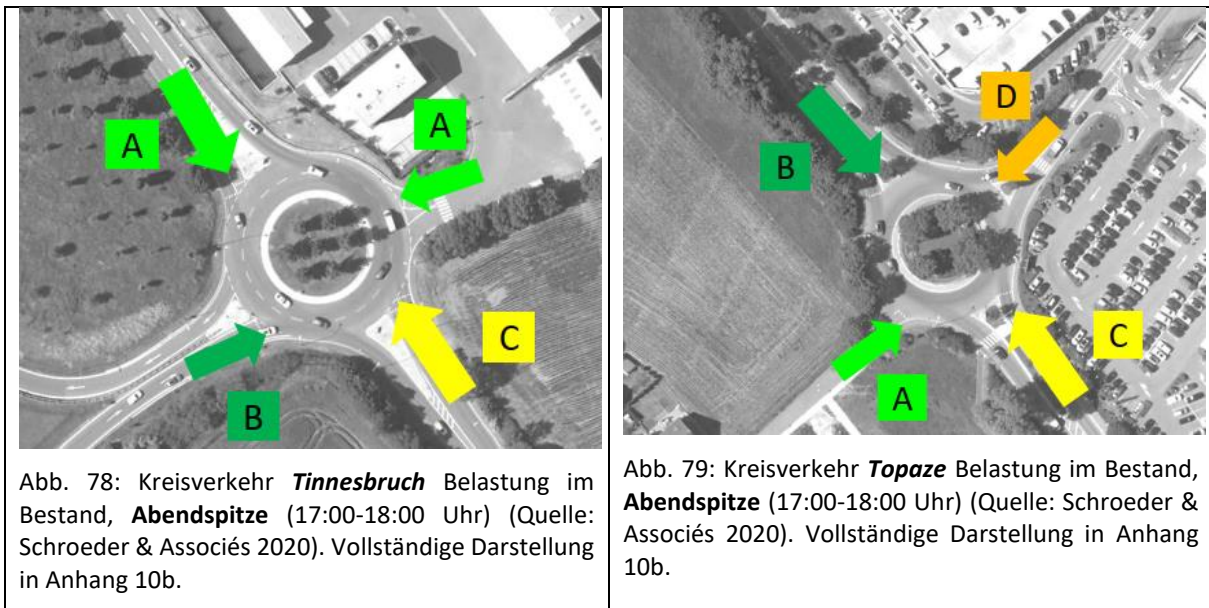 A
A
B
C
Abb. 78: Kreisverkehr Tinnesbruch Belastung im
Bestand, Abendspitze (17:00-18:00 Uhr) (Quelle:
Schroeder & Associés 2020). Vollständige Darstellung
in Anhang 10b.
B
D
A
C
Abb. 79: Kreisverkehr Topaze Belastung im Bestand,
Abendspitze (17:00-18:00 Uhr) (Quelle: Schroeder &
Associés 2020). Vollständige Darstellung in Anhang
10b.